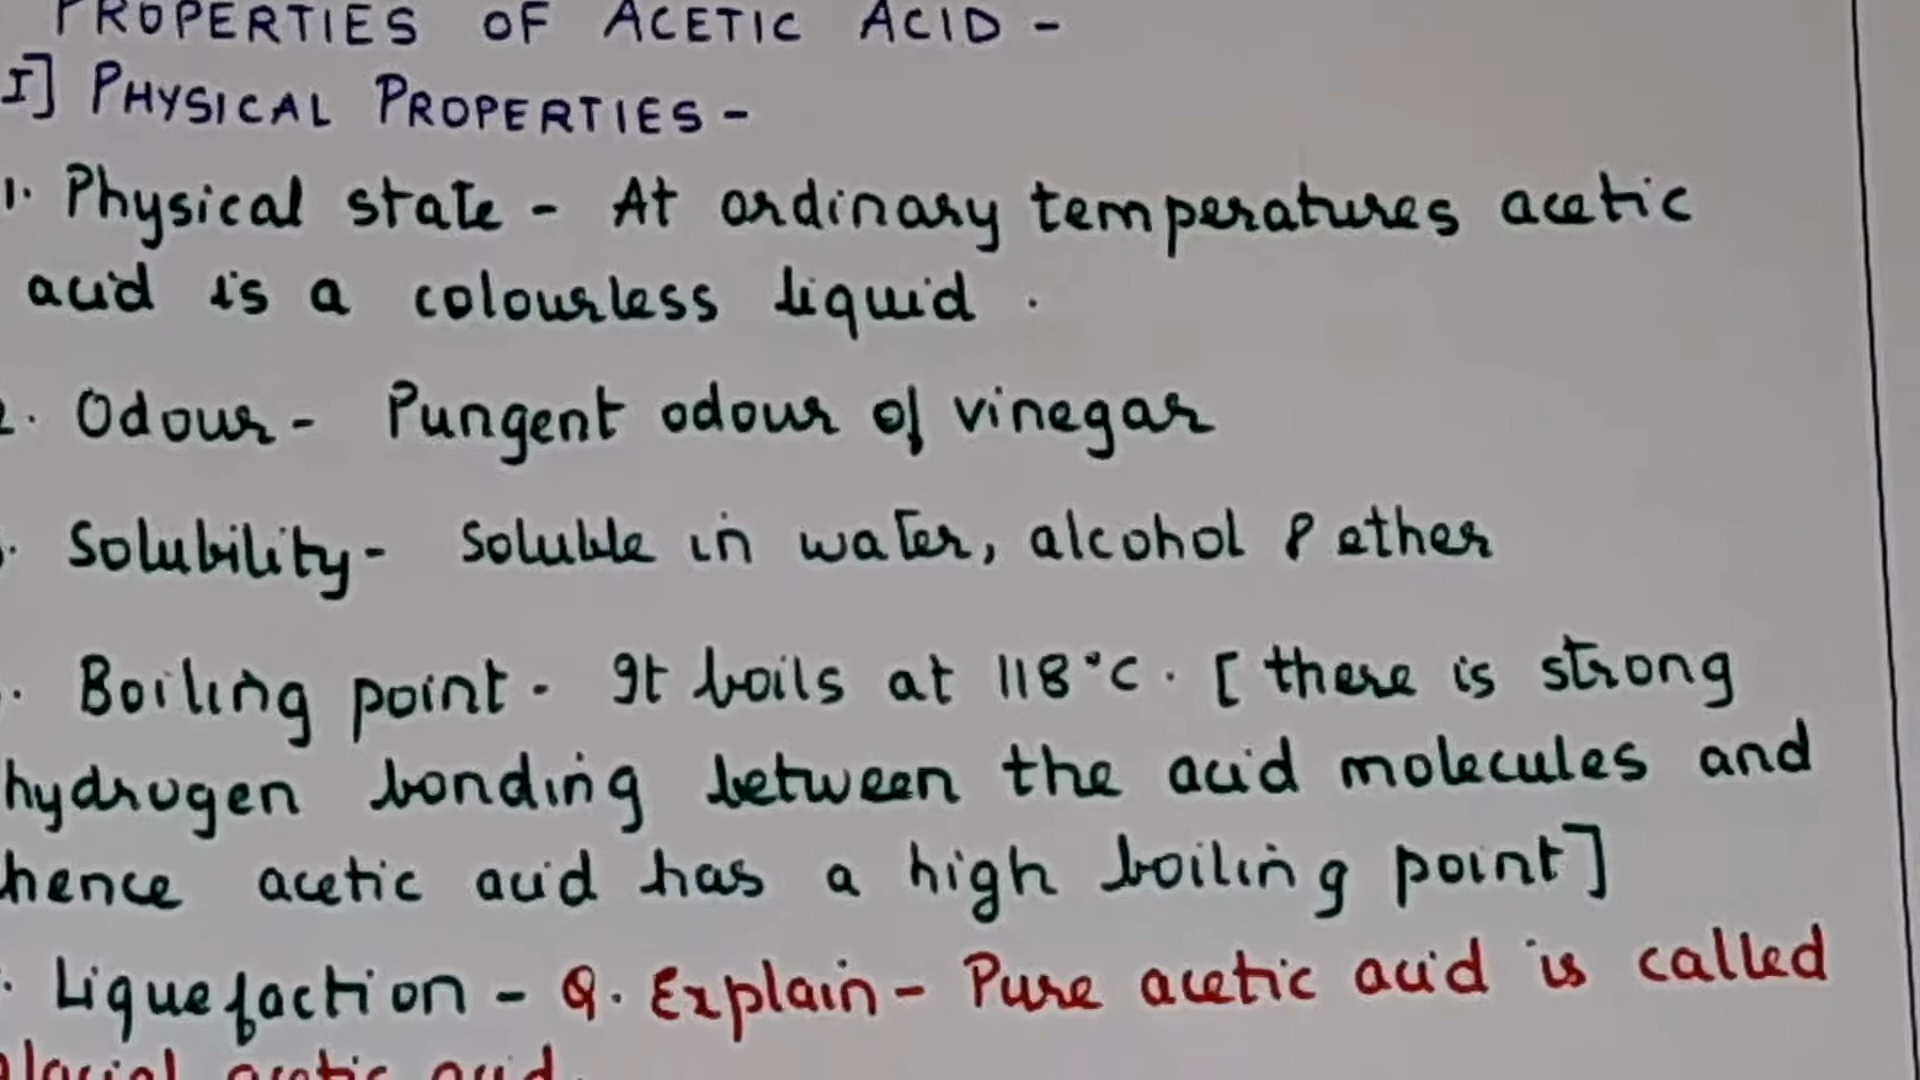 PROPERTIES OF ACETIC ACID -
I] PHYSICAL PROPERTIES -
1. Physical state - At ordinary temperatures acetic
acid is a colourless liquid .
2. Odour - Pungent odour of vinegar
. Solubility - Soluble in water, alcohol & ether
. Boiling point - It boils at 118°C . [ there is strong
hydrogen bonding between the acid molecules and
hence acetic acid has a high boiling point]
. Liquefaction - Q. Explain - Pure acetic acid is called
glacial acetic acid.